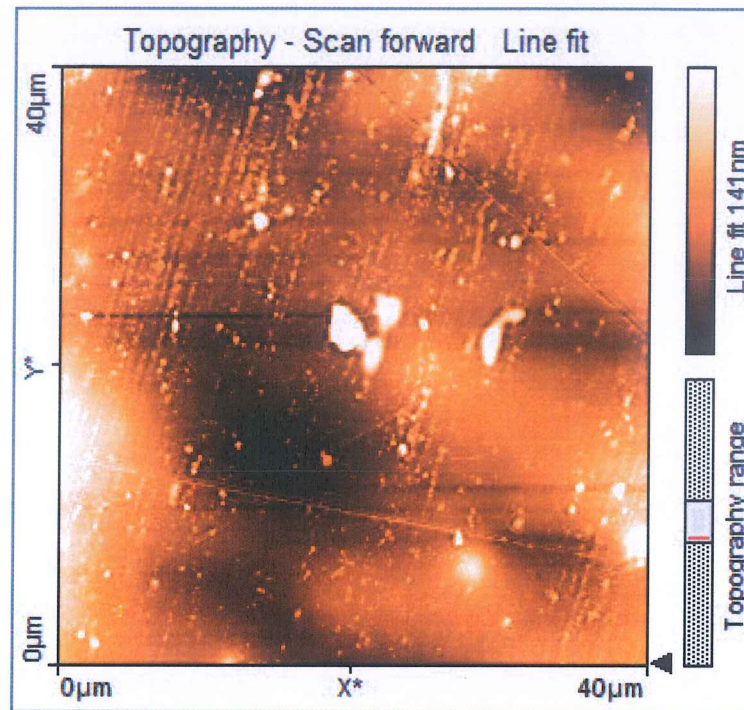 Topography - Scan forward Line fit
40µm
Y*
0µm
0µm
X*
40µm
Line fit 141nm
Topography range